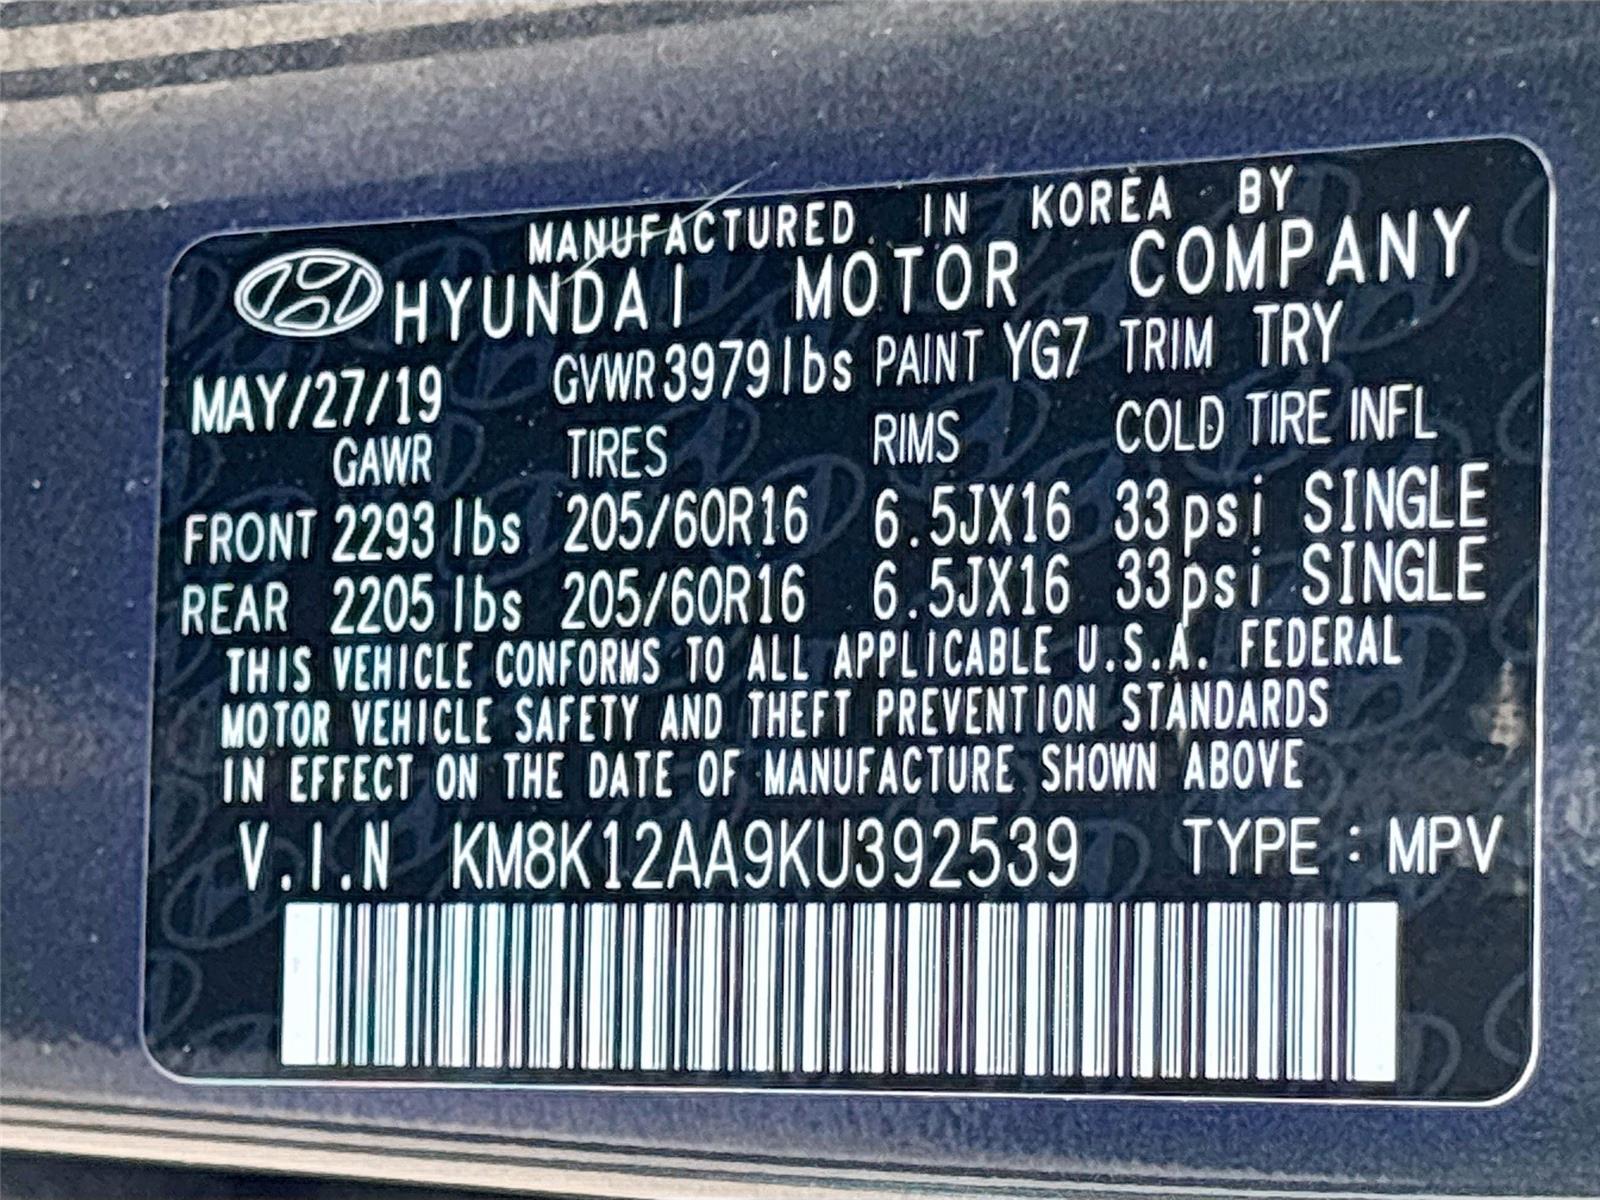 MANUFACTURED IN KOREA BY
HYUNDAI MOTOR COMPANY
MAY/27/19 GVWR 3979lbs PAINT YG7 TRIM TRY
GAWR TIRES RIMS COLD TIRE INFL
FRONT 2293 lbs 205/60R16 6.5JX16 33psi SINGLE
REAR 2205 lbs 205/60R16 6.5JX16 33psi SINGLE
THIS VEHICLE CONFORMS TO ALL APPLICABLE U.S.A. FEDERAL
MOTOR VEHICLE SAFETY AND THEFT PREVENTION STANDARDS
IN EFFECT ON THE DATE OF MANUFACTURE SHOWN ABOVE
V.I.N KM8K12AA9KU392539 TYPE : MPV